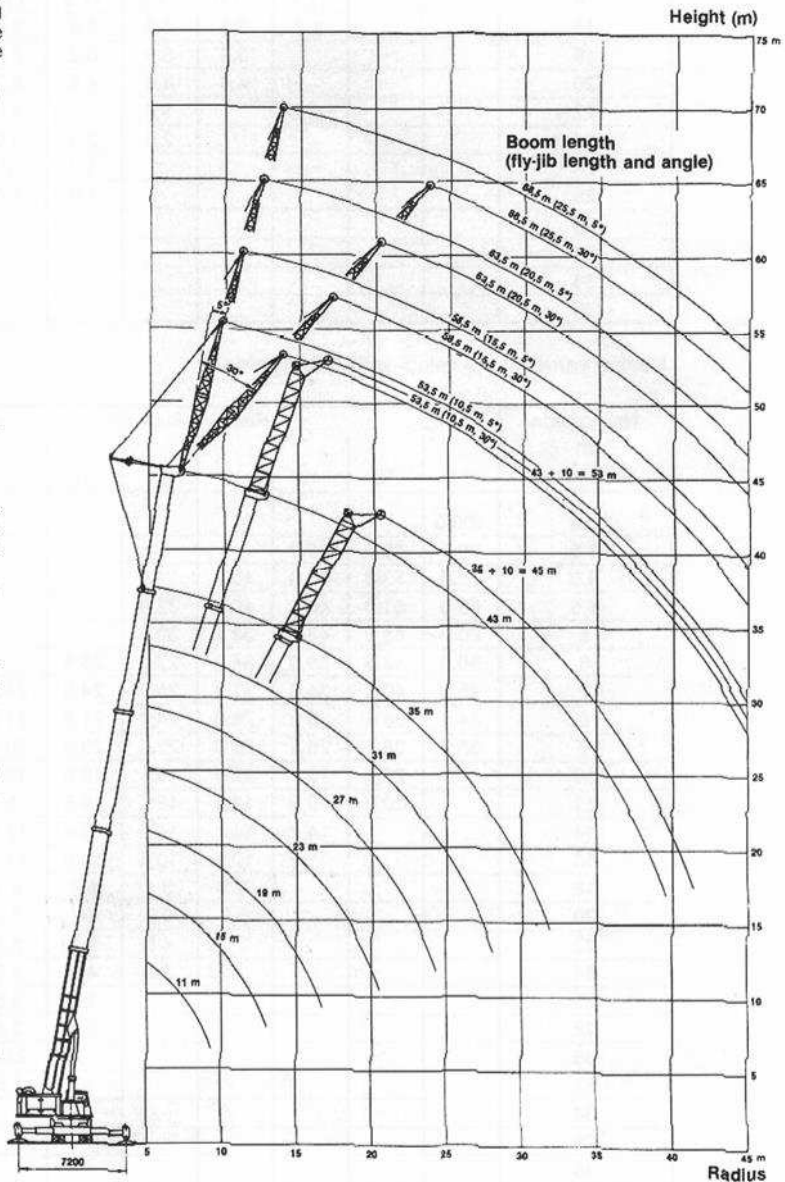 Height (m)
75 m
70
Boom length
(fly-jib length and angle)
65
68,5 m (25,5 m, 5°)
68,5 m (25,5 m, 30°)
60
63,5 m (20,5 m, 5°)
63,5 m (20,5 m, 30°)
55
5°
58,5 m (15,5 m, 5°)
58,5 m (15,5 m, 30°)
30°
50
53,5 m (10,5 m, 5°)
53,5 m (10,5 m, 30°)
43 + 10 = 53 m
45
40
35 + 10 = 45 m
43 m
35
35 m
30
31 m
27 m
25
23 m
20
19 m
15
15 m
11 m
10
5
7200
5 10 15 20 25 30 35 40 45 m
Radius